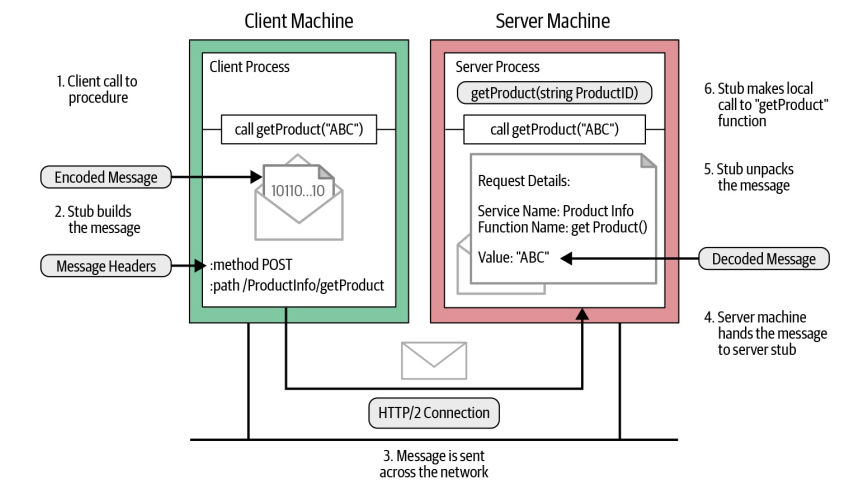 Client Machine
Server Machine
1. Client call to
procedure
Client Process
call getProduct("ABC")
Encoded Message
10110...10
2. Stub builds
the message
Message Headers
:method POST
:path /ProductInfo/getProduct
Server Process
getProduct(string ProductID)
call getProduct("ABC")
Request Details:
Service Name: Product Info
Function Name: get Product()
Value: "ABC"
6. Stub makes local
call to "getProduct"
function
5. Stub unpacks
the message
Decoded Message
4. Server machine
hands the message
to server stub
HTTP/2 Connection
3. Message is sent
across the network